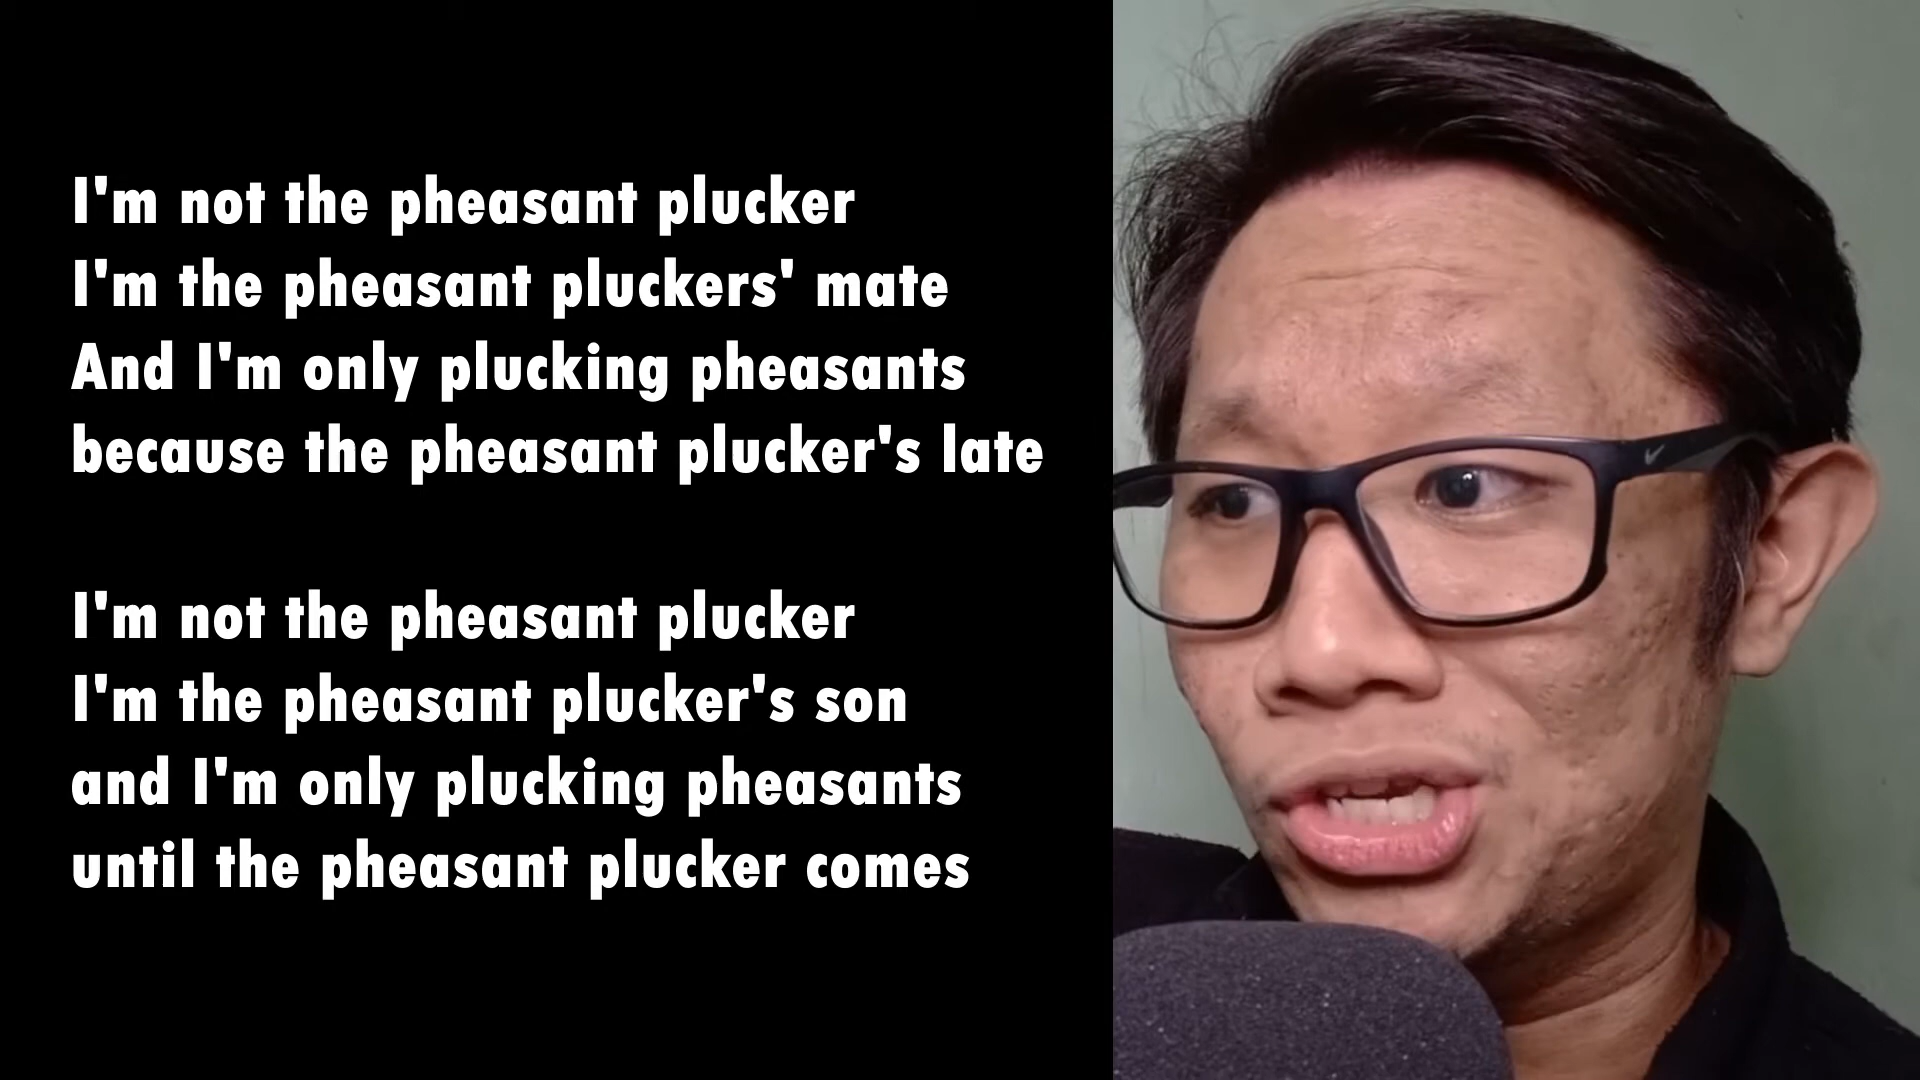 I'm not the pheasant plucker
I'm the pheasant pluckers' mate
And I'm only plucking pheasants
because the pheasant plucker's late
I'm not the pheasant plucker
I'm the pheasant plucker's son
and I'm only plucking pheasants
until the pheasant plucker comes